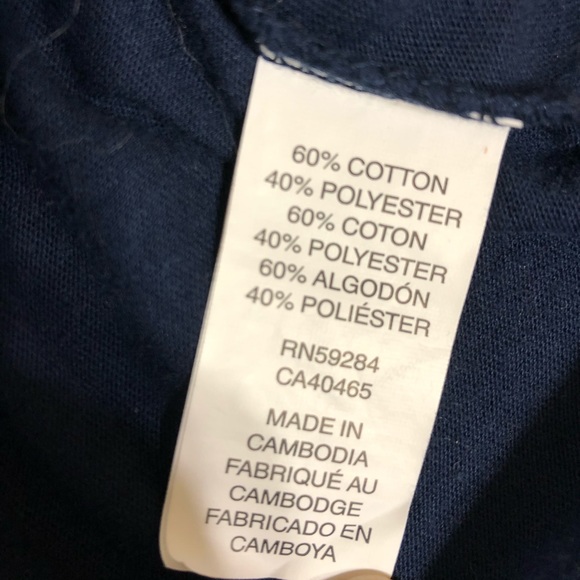 60% COTTON
40% POLYESTER
60% COTON
40% POLYESTER
60% ALGODÓN
40% POLIÉSTER
RN59284
CA40465
MADE IN
CAMBODIA
FABRIQUÉ AU
CAMBODGE
FABRICADO EN
CAMBOYA